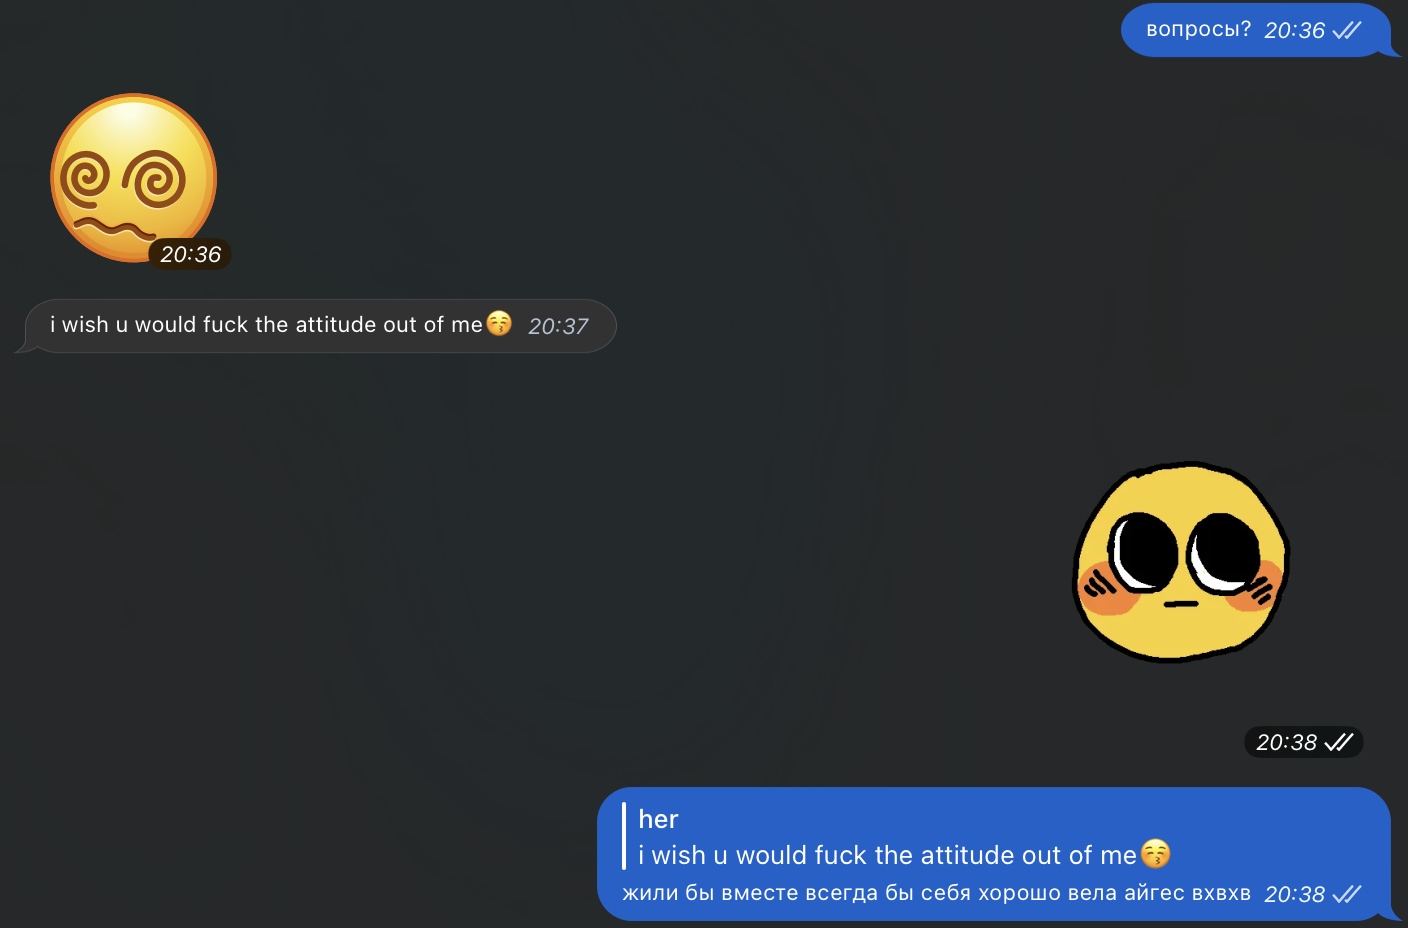 вопросы? 20:36
20:36
i wish u would fuck the attitude out of me😚 20:37
20:38
her
i wish u would fuck the attitude out of me😚
жили бы вместе всегда бы себя хорошо вела айгес вхвхв 20:38